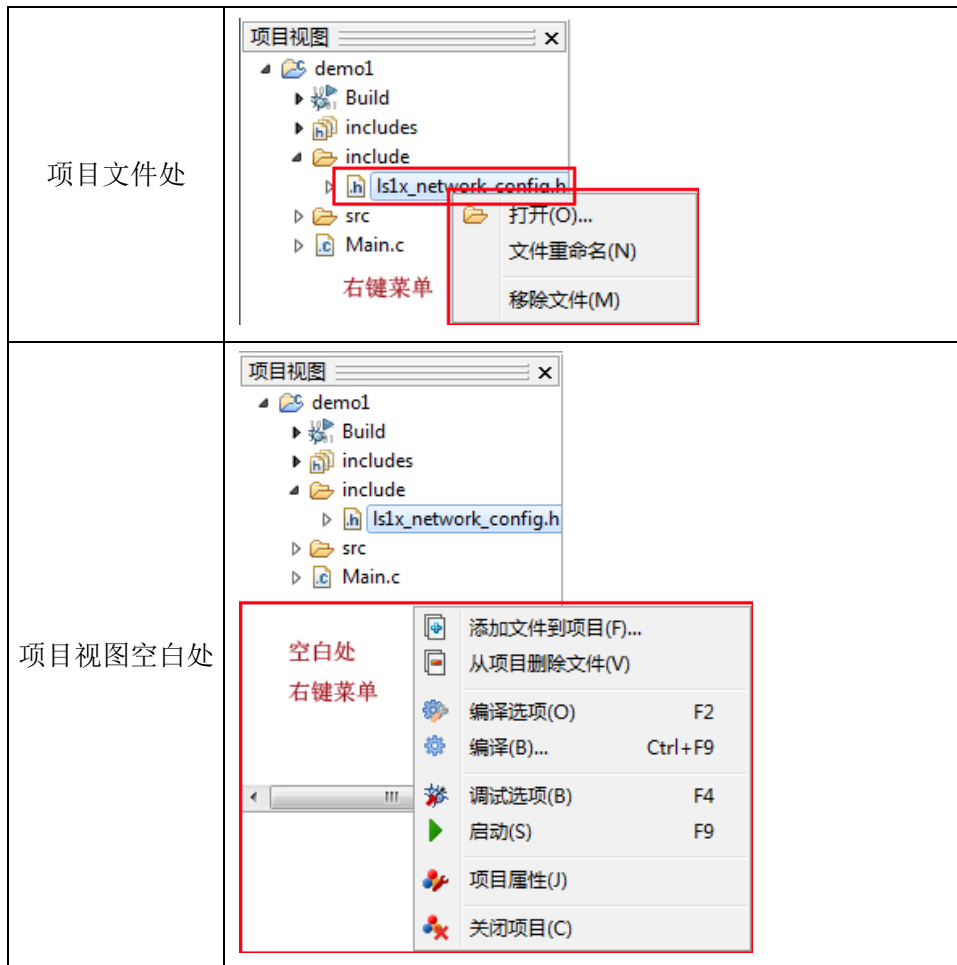 项目文件处
项目视图
demo1
Build
includes
include
ls1x_network_config.h
src
Main.c
右键菜单
打开(O)...
文件重命名(N)
移除文件(M)
项目视图空白处
项目视图
demo1
Build
includes
include
ls1x_network_config.h
src
Main.c
空白处
右键菜单
添加文件到项目(F)...
从项目删除文件(V)
编译选项(O) F2
编译(B)... Ctrl+F9
调试选项(B) F4
启动(S) F9
项目属性(J)
关闭项目(C)